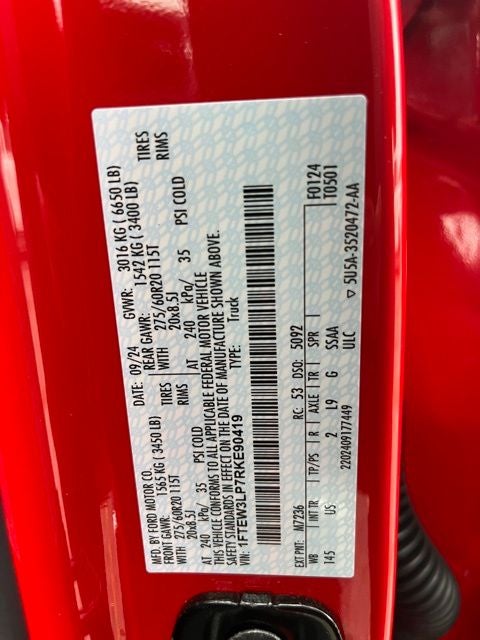 MFD. BY FORD MOTOR CO. DATE: 09/24 GVWR: 3016 KG ( 6650 LB)
FRONT GAWR: 1565 KG ( 3450 LB) REAR GAWR: 1542 KG ( 3400 LB)
WITH 275/60R20 115T TIRES WITH 275/60R20 115T TIRES
20x8.5J RIMS 20x8.5J RIMS
AT 240 kPa/ 35 PSI COLD AT 240 kPa/ 35 PSI COLD
THIS VEHICLE CONFORMS TO ALL APPLICABLE FEDERAL MOTOR VEHICLE
SAFETY STANDARDS IN EFFECT ON THE DATE OF MANUFACTURE SHOWN ABOVE.
VIN: 1FTEW3LP7RKE90419 TYPE: Truck
EXT PNT: M7236 RC: 53 DSO: 5092 F0124
WB INT TR TP/PS R AXLE TR SPR T0501
145 US 2 L9 G SSAA
2202409177449 ULC ▽ 5U5A-3520472-AA